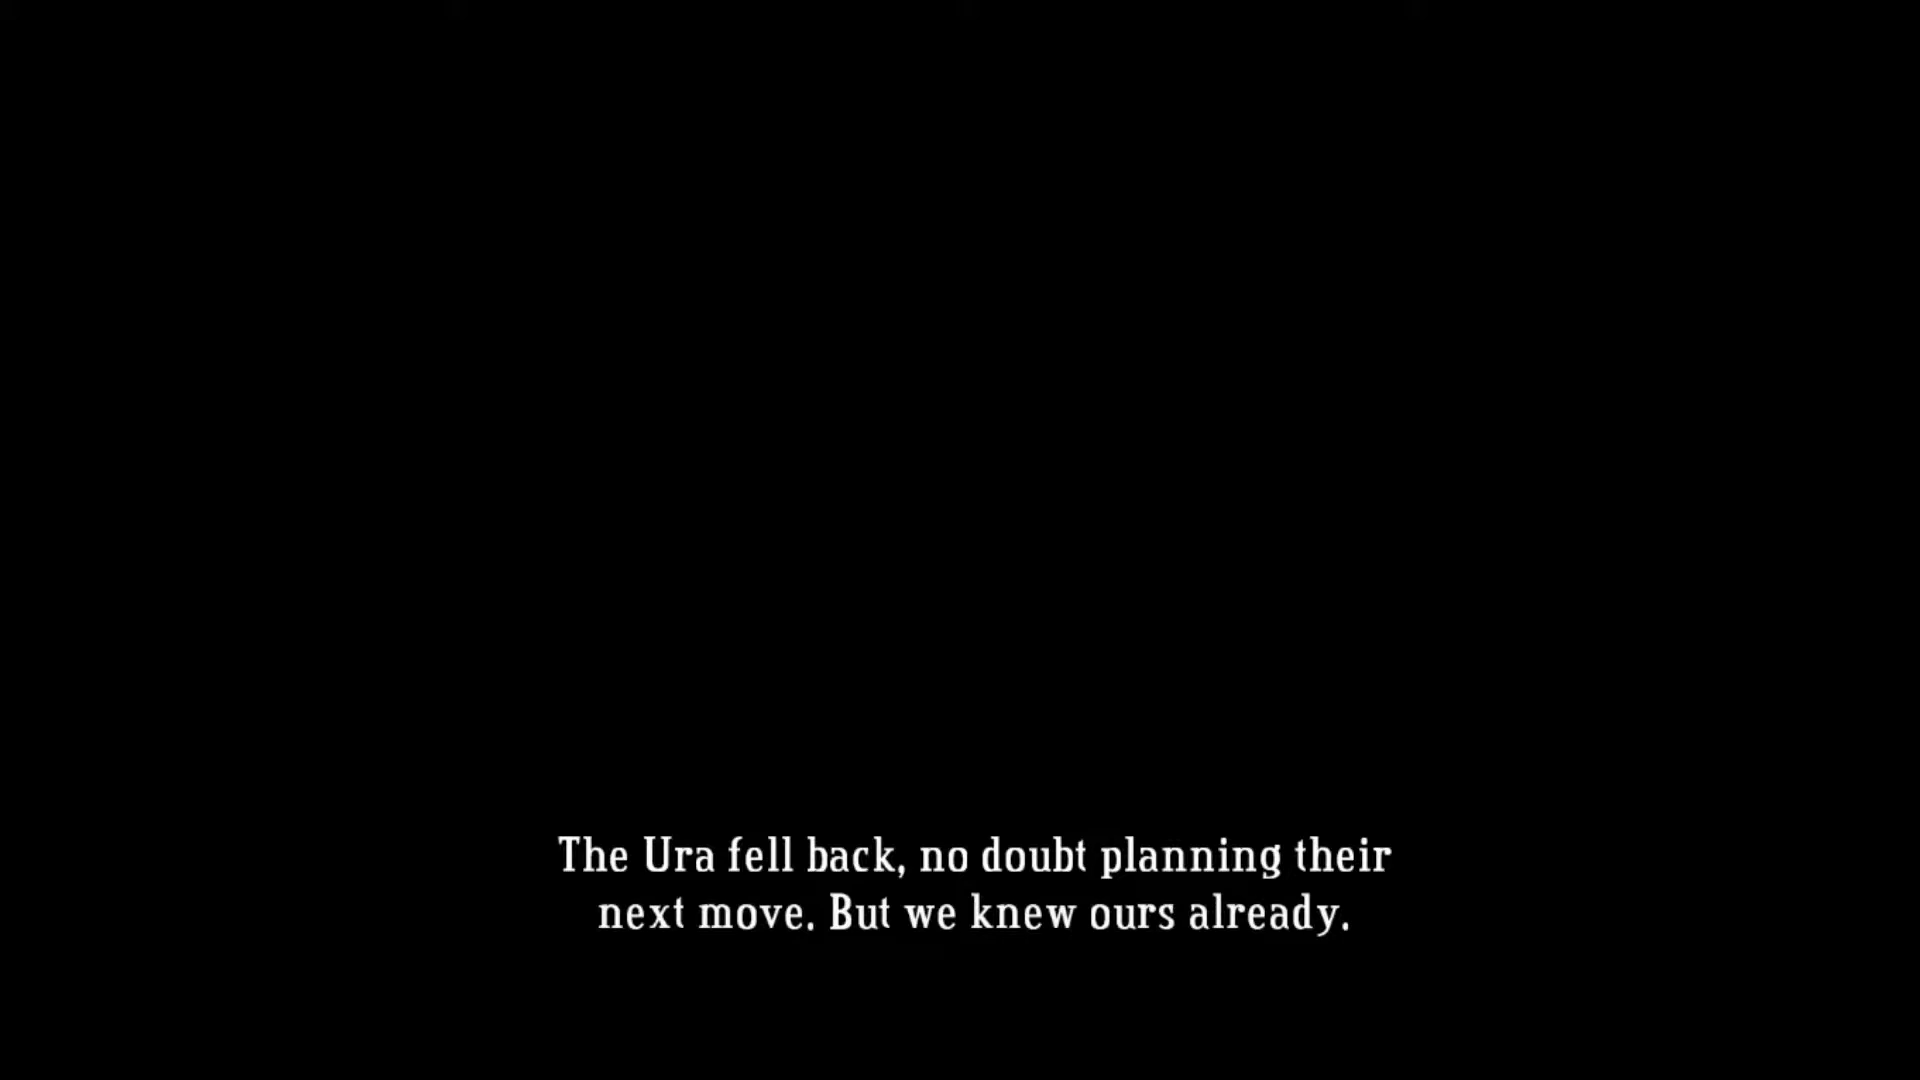 The Ura fell back, no doubt planning their
next move. But we knew ours already.